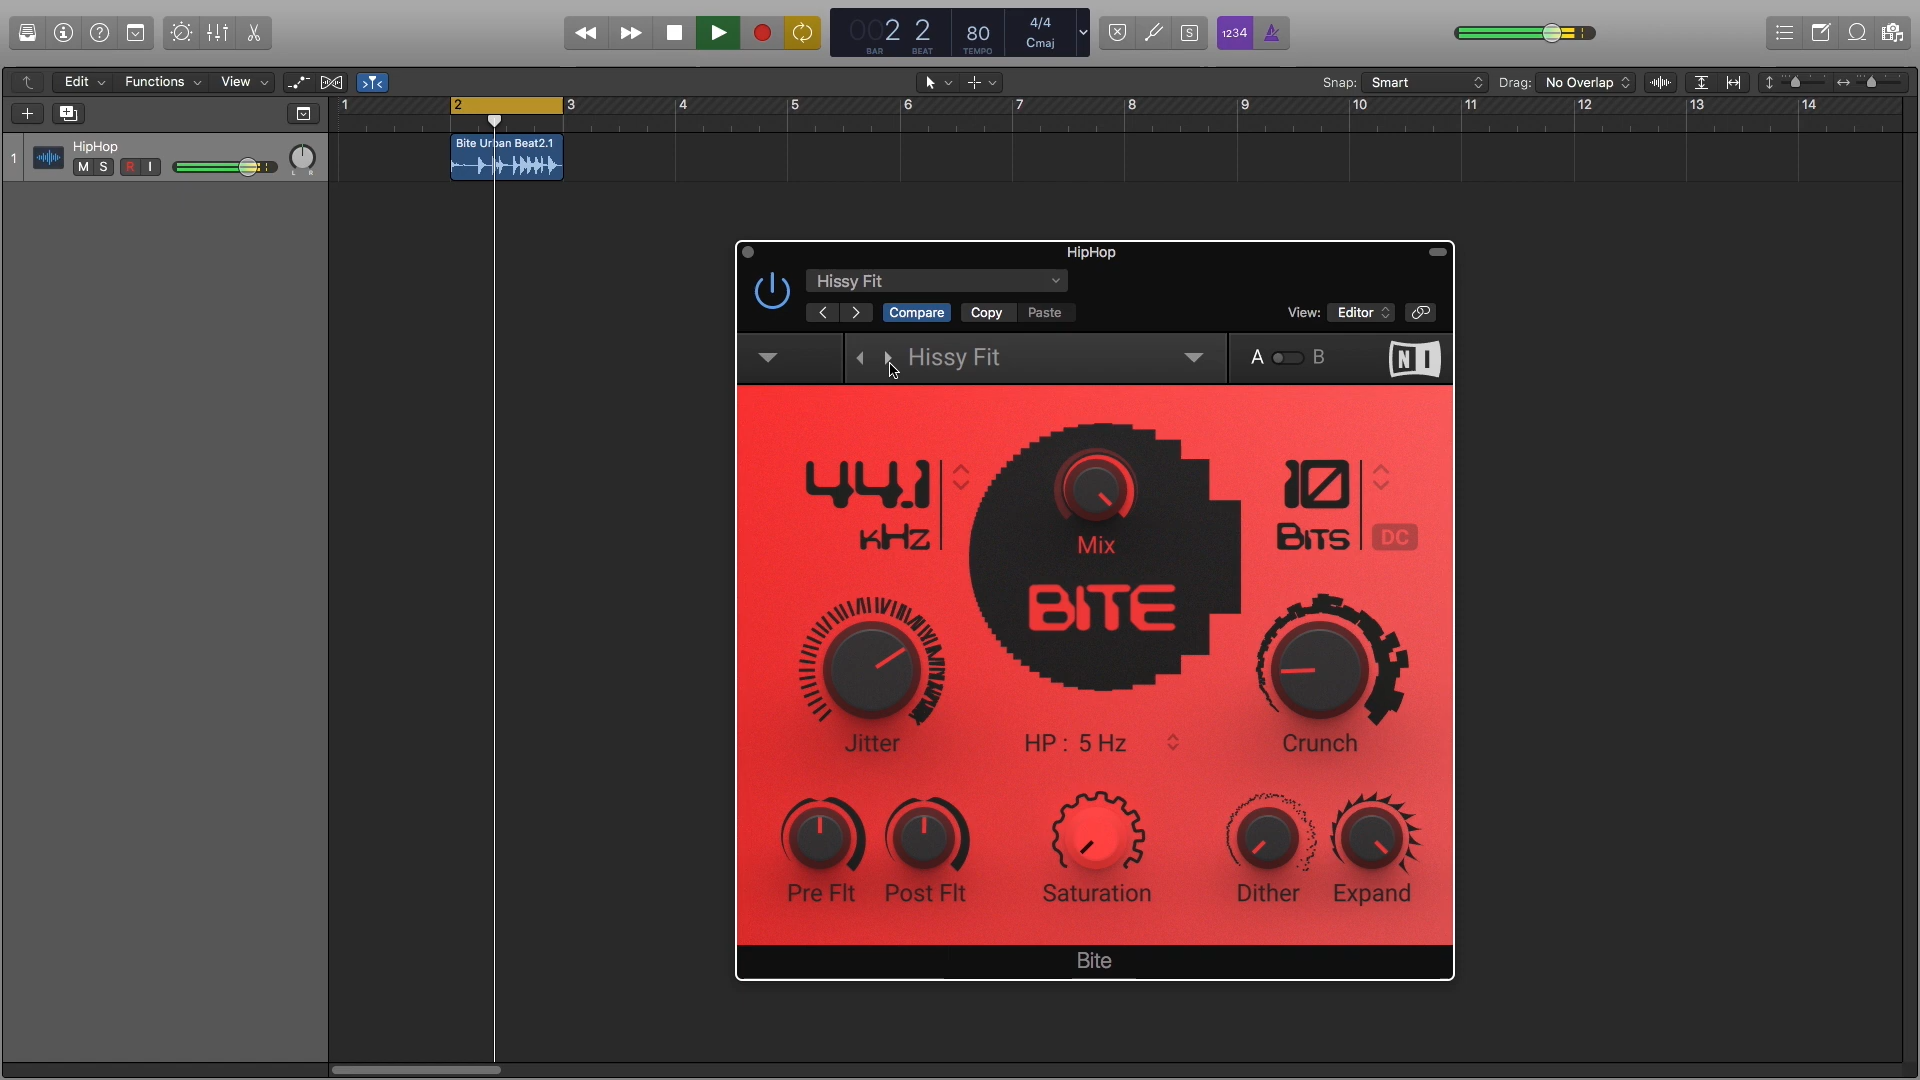 002 2
BAR BEAT
80
TEMPO
4/4
Cmaj
S
1234
Edit
Functions
View
Snap: Smart
Drag: No Overlap
1 2 3 4 5 6 7 8 9 10 11 12 13 14
1
HipHop
M S R I
L R
Bite Urban Beat2.1
HipHop
Hissy Fit
Compare
Copy
Paste
View: Editor
Hissy Fit
A B
NI
44.1
kHz
Mix
BITE
10
BITS
DC
Jitter
HP : 5 Hz
Crunch
Pre Flt
Post Flt
Saturation
Dither
Expand
Bite